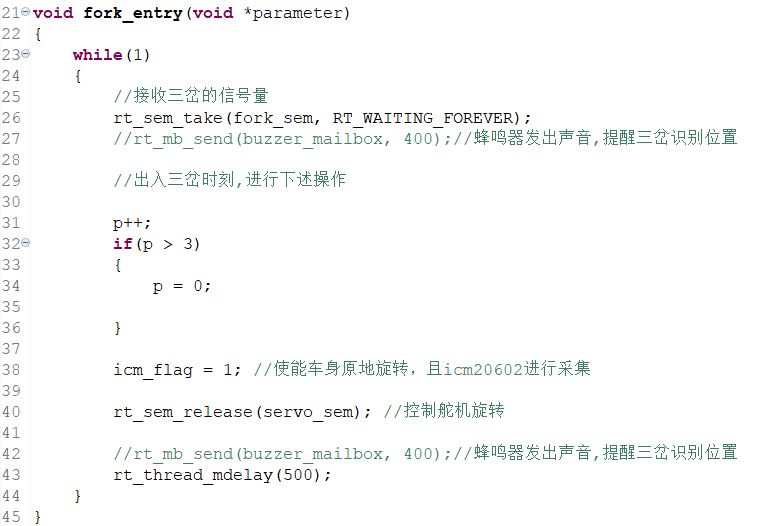 21 void fork_entry(void *parameter)
22 {
23     while(1)
24     {
25         //接收三岔的信号量
26         rt_sem_take(fork_sem, RT_WAITING_FOREVER);
27         //rt_mb_send(buzzer_mailbox, 400);//蜂鸣器发出声音,提醒三岔识别位置
28
29         //出入三岔时刻,进行下述操作
30
31         p++;
32         if(p > 3)
33         {
34             p = 0;
35
36         }
37
38         icm_flag = 1; //使能车身原地旋转，且icm20602进行采集
39
40         rt_sem_release(servo_sem); //控制舵机旋转
41
42         //rt_mb_send(buzzer_mailbox, 400);//蜂鸣器发出声音,提醒三岔识别位置
43         rt_thread_mdelay(500);
44     }
45 }